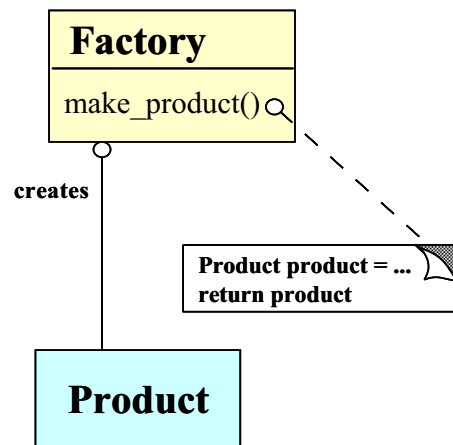 Factory
make_product()
creates
Product product = ...
return product
Product